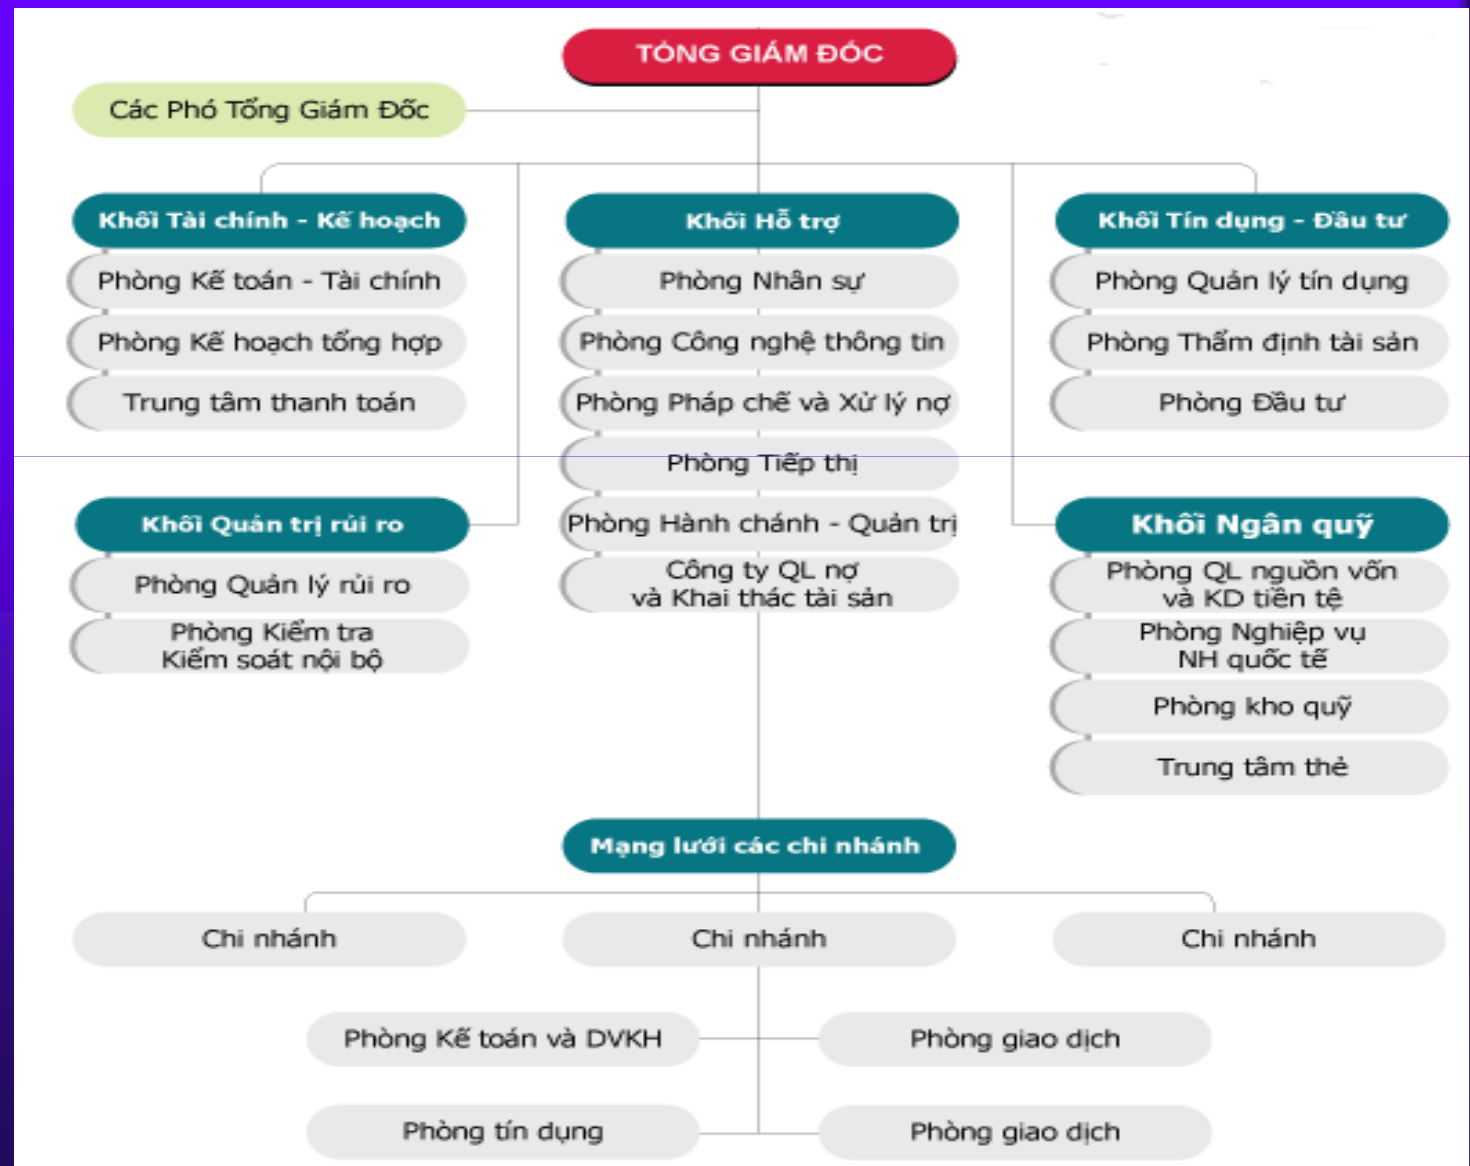 TỔNG GIÁM ĐỐC
Các Phó Tổng Giám Đốc
Khối Tài chính - Kế hoạch
Phòng Kế toán - Tài chính
Phòng Kế hoạch tổng hợp
Trung tâm thanh toán
Khối Hỗ trợ
Phòng Nhân sự
Phòng Công nghệ thông tin
Phòng Pháp chế và Xử lý nợ
Phòng Tiếp thị
Phòng Hành chánh - Quản trị
Công ty QL nợ
và Khai thác tài sản
Khối Tín dụng - Đầu tư
Phòng Quản lý tín dụng
Phòng Thẩm định tài sản
Phòng Đầu tư
Khối Quản trị rủi ro
Phòng Quản lý rủi ro
Phòng Kiểm tra
Kiểm soát nội bộ
Khối Ngân quỹ
Phòng QL nguồn vốn
và KD tiền tệ
Phòng Nghiệp vụ
NH quốc tế
Phòng kho quỹ
Trung tâm thẻ
Mạng lưới các chi nhánh
Chi nhánh
Chi nhánh
Chi nhánh
Phòng Kế toán và DVKH
Phòng giao dịch
Phòng tín dụng
Phòng giao dịch